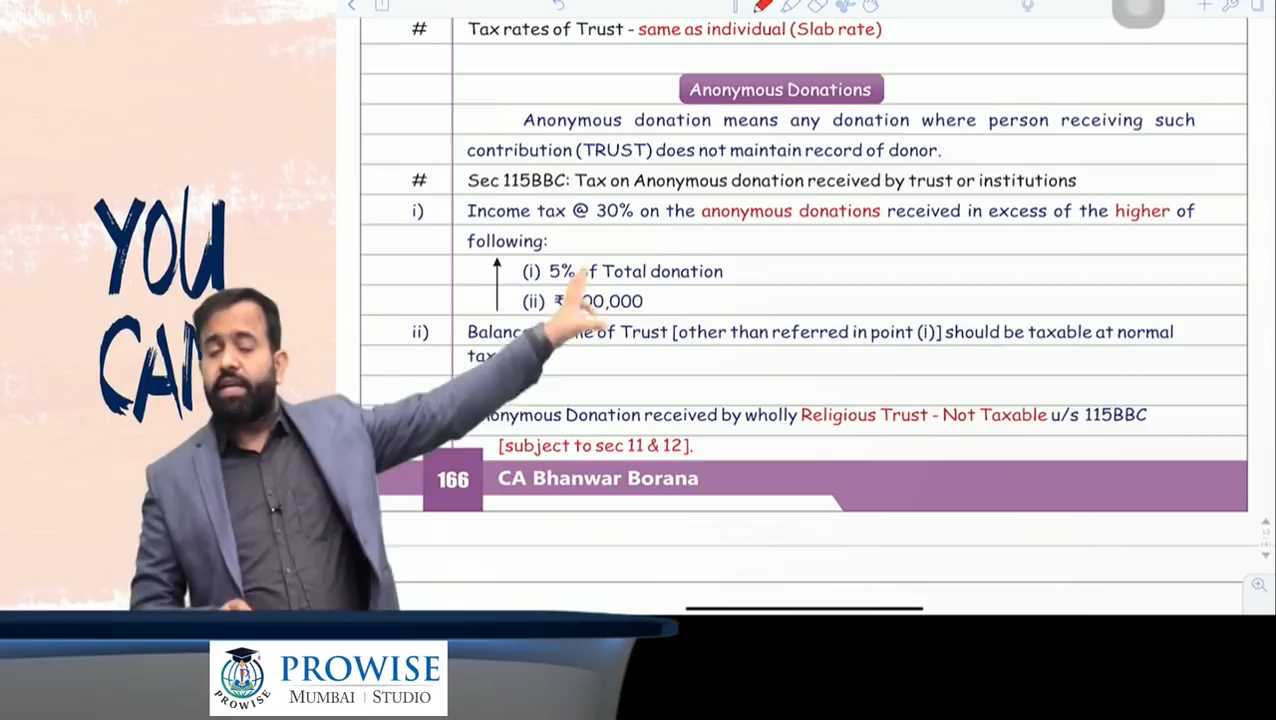 # Tax rates of Trust - same as individual (Slab rate)
Anonymous Donations
Anonymous donation means any donation where person receiving such
contribution (TRUST) does not maintain record of donor.
# Sec 115BBC: Tax on Anonymous donation received by trust or institutions
i) Income tax @ 30% on the anonymous donations received in excess of the higher of
following:
(i) 5% of Total donation
(ii) ₹ 00,000
ii) of Trust [other than referred in point (i)] should be taxable at normal
Donation received by wholly Religious Trust - Not Taxable u/s 115BBC
[subject to sec 11 & 12].
166 CA Bhanwar Borana
YOU
CAN
PROWISE
PROWISE
MUMBAI | STUDIO